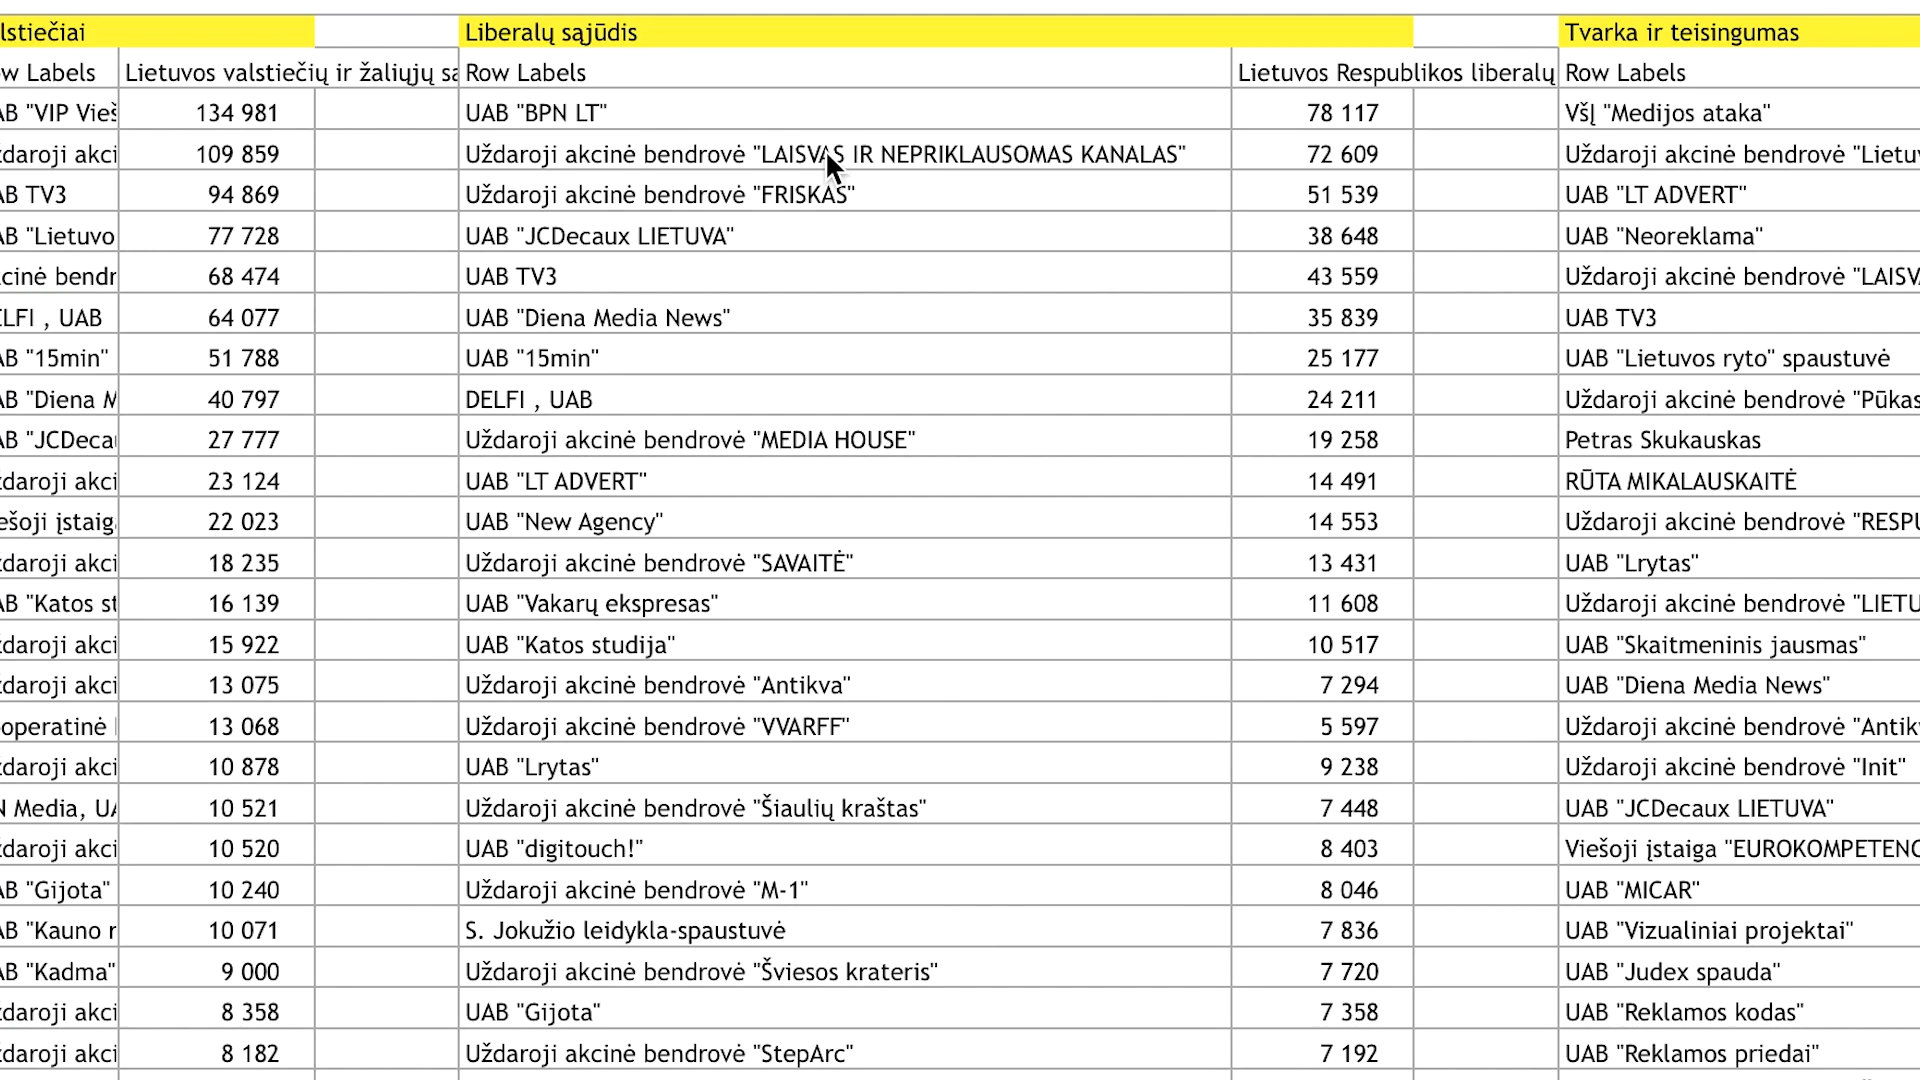 lstiečiai Liberalų sąjūdis Tvarka ir teisingumas
w Labels Lietuvos valstiečių ir žaliųjų są Row Labels Lietuvos Respublikos liberalų Row Labels
AB "VIP Vieš 134 981 UAB "BPN LT" 78 117 VšĮ "Medijos ataka"
daroji akci 109 859 Uždaroji akcinė bendrovė "LAISVAS IR NEPRIKLAUSOMAS KANALAS" 72 609 Uždaroji akcinė bendrovė "Lietuv
AB TV3 94 869 Uždaroji akcinė bendrovė "FRISKAS" 51 539 UAB "LT ADVERT"
AB "Lietuvo 77 728 UAB "JCDecaux LIETUVA" 38 648 UAB "Neoreklama"
cinė bendr 68 474 UAB TV3 43 559 Uždaroji akcinė bendrovė "LAISVA
ELFI , UAB 64 077 UAB "Diena Media News" 35 839 UAB TV3
AB "15min" 51 788 UAB "15min" 25 177 UAB "Lietuvos ryto" spaustuvė
AB "Diena M 40 797 DELFI , UAB 24 211 Uždaroji akcinė bendrovė "Pūkas
AB "JCDecau 27 777 Uždaroji akcinė bendrovė "MEDIA HOUSE" 19 258 Petras Skukauskas
daroji akci 23 124 UAB "LT ADVERT" 14 491 RŪTA MIKALAUSKAITĖ
ešoji įstaig 22 023 UAB "New Agency" 14 553 Uždaroji akcinė bendrovė "RESPU
daroji akci 18 235 Uždaroji akcinė bendrovė "SAVAITĖ" 13 431 UAB "Lrytas"
AB "Katos st 16 139 UAB "Vakarų ekspresas" 11 608 Uždaroji akcinė bendrovė "LIETU
daroji akci 15 922 UAB "Katos studija" 10 517 UAB "Skaitmeninis jausmas"
daroji akci 13 075 Uždaroji akcinė bendrovė "Antikva" 7 294 UAB "Diena Media News"
operatinė 13 068 Uždaroji akcinė bendrovė "VVARFF" 5 597 Uždaroji akcinė bendrovė "Antikv
daroji akci 10 878 UAB "Lrytas" 9 238 Uždaroji akcinė bendrovė "Init"
N Media, UA 10 521 Uždaroji akcinė bendrovė "Šiaulių kraštas" 7 448 UAB "JCDecaux LIETUVA"
daroji akci 10 520 UAB "digitouch!" 8 403 Viešoji įstaiga "EUROKOMPETENC
AB "Gijota" 10 240 Uždaroji akcinė bendrovė "M-1" 8 046 UAB "MICAR"
AB "Kauno r 10 071 S. Jokužio leidykla-spaustuvė 7 836 UAB "Vizualiniai projektai"
AB "Kadma" 9 000 Uždaroji akcinė bendrovė "Šviesos krateris" 7 720 UAB "Judex spauda"
daroji akci 8 358 UAB "Gijota" 7 358 UAB "Reklamos kodas"
daroji akci 8 182 Uždaroji akcinė bendrovė "StepArc" 7 192 UAB "Reklamos priedai"